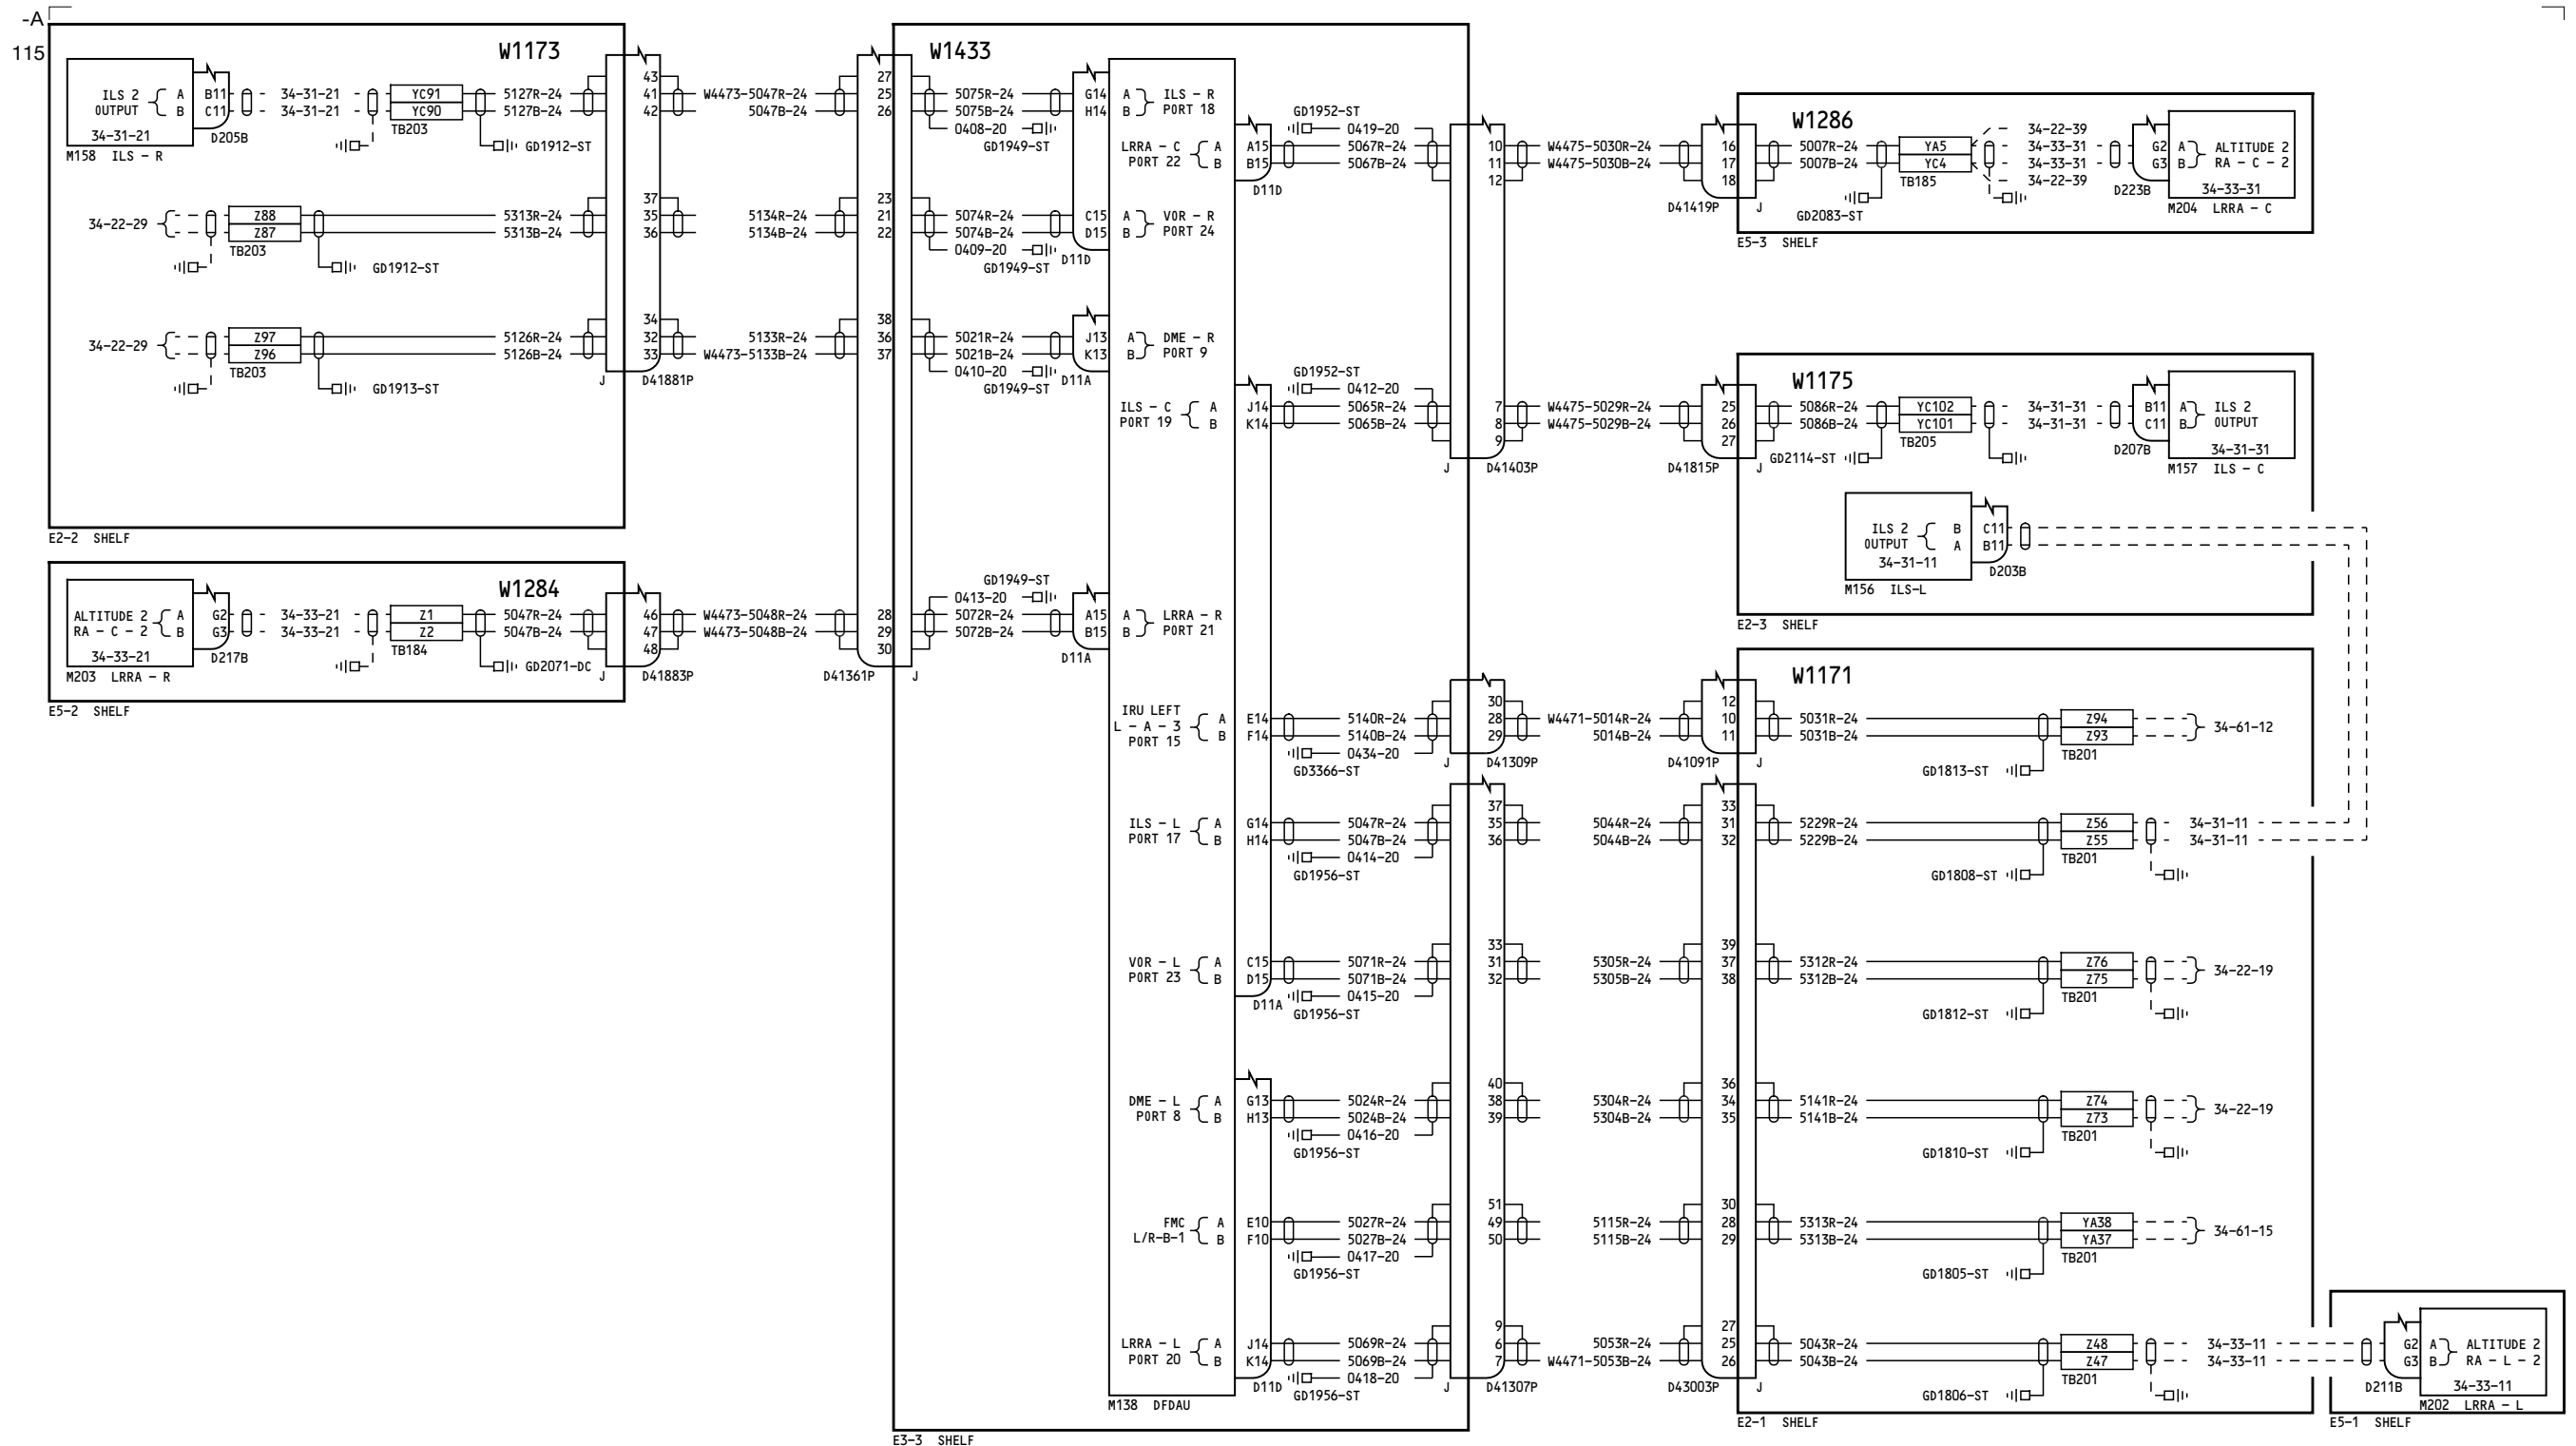 -A
115
W1173
ILS 2
OUTPUT
A
B
34-31-21
M158 ILS – R
B11
C11
D205B
34-31-21
34-31-21
YC91
YC90
TB203
5127R-24
5127B-24
GD1912-ST
34-22-29
Z88
Z87
TB203
GD1912-ST
5313R-24
5313B-24
34-22-29
Z97
Z96
TB203
GD1913-ST
5126R-24
5126B-24
43
41
42
37
35
36
34
32
33
J
D41881P
E2-2 SHELF
W4473-5047R-24
5047B-24
5134R-24
5134B-24
5133R-24
W4473-5133B-24
W1284
ALTITUDE 2
RA – C – 2
A
B
34-33-21
M203 LRRA – R
G2
G3
D217B
34-33-21
34-33-21
Z1
Z2
TB184
5047R-24
5047B-24
GD2071-DC
46
47
48
J
D41883P
E5-2 SHELF
W4473-5048R-24
W4473-5048B-24
W1433
27
25
26
23
21
22
38
36
37
28
29
30
D41361P
J
5075R-24
5075B-24
0408-20
GD1949-ST
5074R-24
5074B-24
0409-20
GD1949-ST
5021R-24
5021B-24
0410-20
GD1949-ST
GD1949-ST
0413-20
5072R-24
5072B-24
G14
H14
C15
D15
D11D
J13
K13
D11A
A15
B15
D11A
A
B
ILS – R
PORT 18
LRRA – C
PORT 22
A
B
A
B
VOR – R
PORT 24
A
B
DME – R
PORT 9
ILS – C
PORT 19
A
B
A
B
LRRA – R
PORT 21
IRU LEFT
L – A – 3
PORT 15
A
B
ILS – L
PORT 17
A
B
VOR – L
PORT 23
A
B
DME – L
PORT 8
A
B
FMC
L/R-B-1
A
B
LRRA – L
PORT 20
A
B
M138 DFDAU
E3-3 SHELF
A15
B15
D11D
J14
K14
E14
F14
G14
H14
C15
D15
D11A
G13
H13
E10
F10
J14
K14
D11D
GD1952-ST
0419-20
5067R-24
5067B-24
GD1952-ST
0412-20
5065R-24
5065B-24
5140R-24
5140B-24
0434-20
GD3366-ST
5047R-24
5047B-24
0414-20
GD1956-ST
5071R-24
5071B-24
0415-20
GD1956-ST
5024R-24
5024B-24
0416-20
GD1956-ST
5027R-24
5027B-24
0417-20
GD1956-ST
5069R-24
5069B-24
0418-20
GD1956-ST
10
11
12
7
8
9
J
D41403P
30
28
29
J
D41309P
37
35
36
33
31
32
40
38
39
51
49
50
9
6
7
J
D41307P
W4475-5030R-24
W4475-5030B-24
W4475-5029R-24
W4475-5029B-24
W4471-5014R-24
5014B-24
5044R-24
5044B-24
5305R-24
5305B-24
5304R-24
5304B-24
5115R-24
5115B-24
5053R-24
W4471-5053B-24
W1286
16
17
18
D41419P
J
5007R-24
5007B-24
GD2083-ST
YA5
YC4
TB185
34-22-39
34-33-31
34-33-31
34-22-39
G2
G3
D223B
A
B
ALTITUDE 2
RA – C – 2
34-33-31
M204 LRRA – C
E5-3 SHELF
W1175
25
26
27
D41815P
J
5086R-24
5086B-24
GD2114-ST
YC102
YC101
TB205
34-31-31
34-31-31
B11
C11
D207B
A
B
ILS 2
OUTPUT
34-31-31
M157 ILS – C
ILS 2
OUTPUT
B
A
34-31-11
M156 ILS-L
C11
B11
D203B
E2-3 SHELF
W1171
12
10
11
D41091P
J
5031R-24
5031B-24
GD1813-ST
Z94
Z93
TB201
34-61-12
33
31
32
5229R-24
5229B-24
GD1808-ST
Z56
Z55
TB201
34-31-11
34-31-11
39
37
38
5312R-24
5312B-24
GD1812-ST
Z76
Z75
TB201
34-22-19
36
34
35
5141R-24
5141B-24
GD1810-ST
Z74
Z73
TB201
34-22-19
30
28
29
5313R-24
5313B-24
GD1805-ST
YA38
YA37
TB201
34-61-15
27
25
26
D43003P
J
5043R-24
5043B-24
GD1806-ST
Z48
Z47
TB201
34-33-11
34-33-11
E2-1 SHELF
G2
G3
D211B
A
B
ALTITUDE 2
RA – L – 2
34-33-11
M202 LRRA – L
E5-1 SHELF